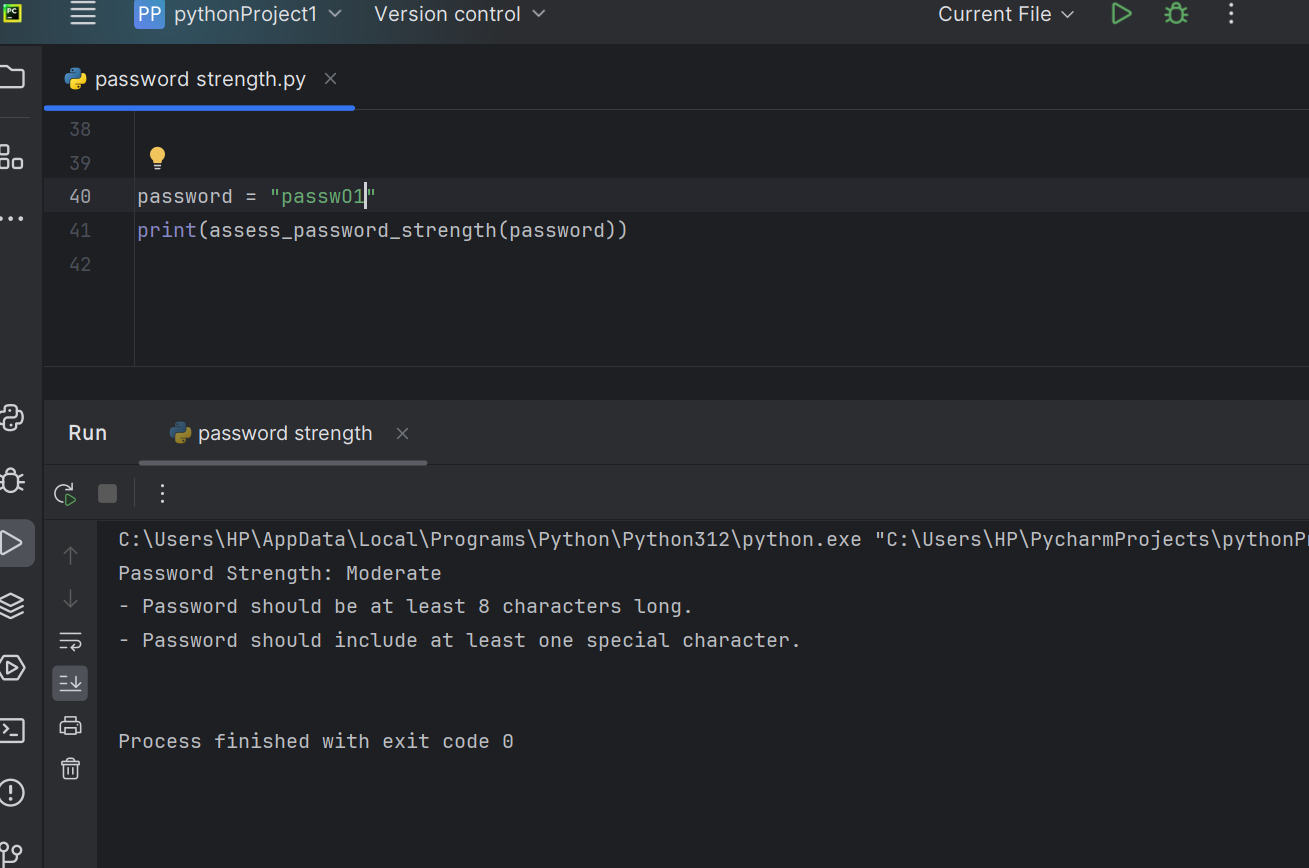 PC
PP pythonProject1 Version control Current File
password strength.py
38
39
40 password = "passwO1"
41 print(assess_password_strength(password))
42
Run password strength
C:\Users\HP\AppData\Local\Programs\Python\Python312\python.exe "C:\Users\HP\PycharmProjects\pythonPr
Password Strength: Moderate
- Password should be at least 8 characters long.
- Password should include at least one special character.
Process finished with exit code 0